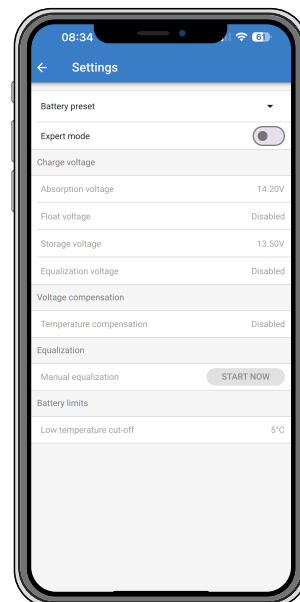 08:34
61
Settings
Battery preset
Expert mode
Charge voltage
Absorption voltage 14.20V
Float voltage Disabled
Storage voltage 13.50V
Equalization voltage Disabled
Voltage compensation
Temperature compensation Disabled
Equalization
Manual equalization START NOW
Battery limits
Low temperature cut-off 5°C